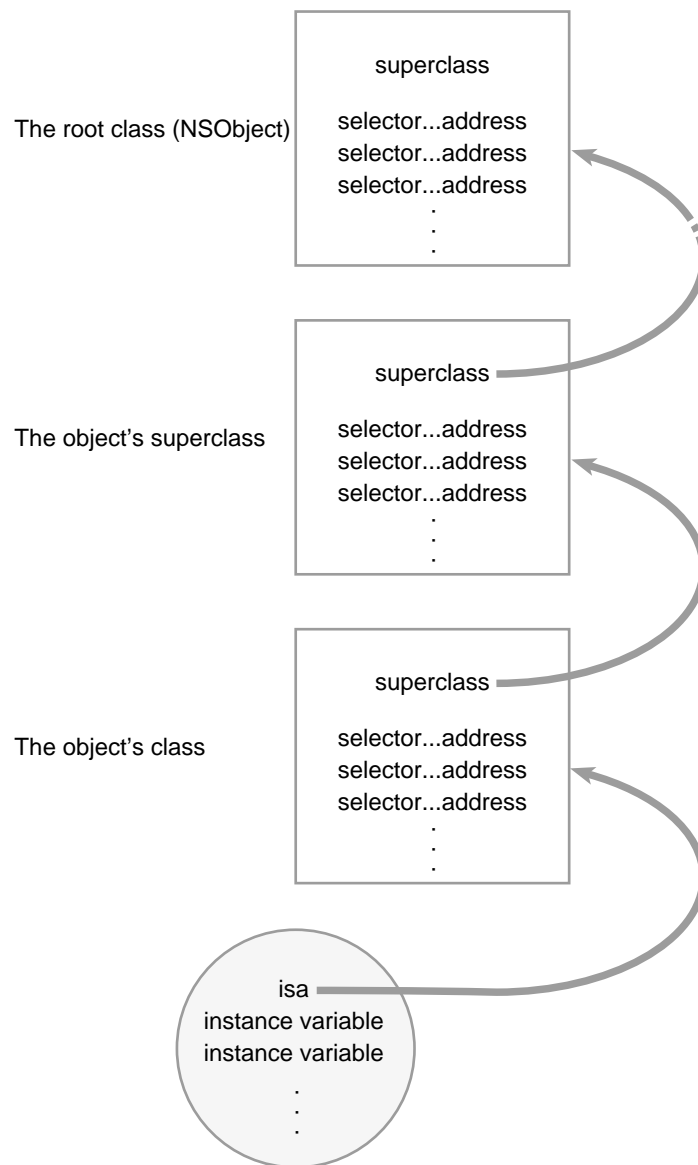 superclass
The root class (NSObject)
selector...address
selector...address
selector...address
.
.
.
superclass
The object’s superclass
selector...address
selector...address
selector...address
.
.
.
superclass
The object’s class
selector...address
selector...address
selector...address
.
.
.
isa
instance variable
instance variable
.
.
.